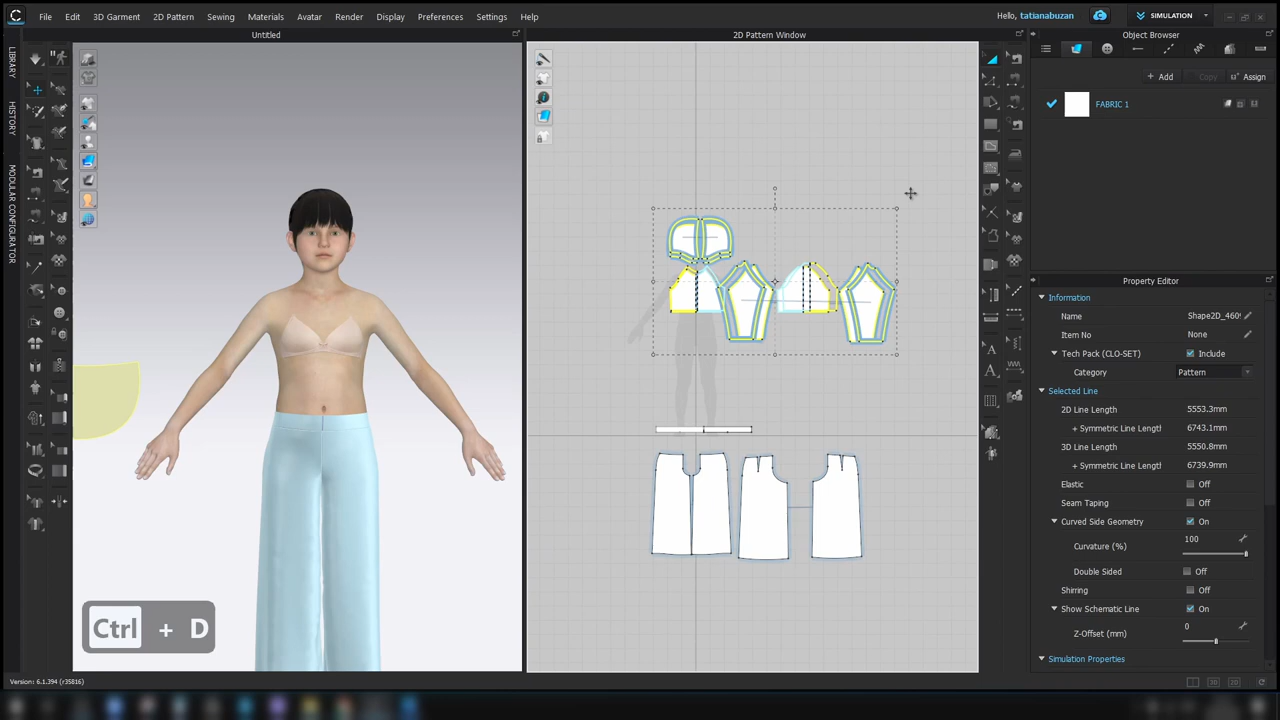 File Edit 3D Garment 2D Pattern Sewing Materials Avatar Render Display Preferences Settings Help
Hello, tatianabuzan
SIMULATION
Untitled
2D Pattern Window
Object Browser
LIBRARY
HISTORY
MODULAR CONFIGURATOR
Add
Copy
Assign
FABRIC 1
Property Editor
Information
Name Shape2D_460
Item No None
Tech Pack (CLO-SET) Include
Category Pattern
Selected Line
2D Line Length 5553.3mm
+ Symmetric Line Lengtl 6743.1mm
3D Line Length 5550.8mm
+ Symmetric Line Lengtl 6739.9mm
Elastic Off
Seam Taping Off
Curved Side Geometry On
Curvature (%) 100
Double Sided Off
Shirring Off
Show Schematic Line On
Z-Offset (mm) 0
Simulation Properties
Ctrl + D
Version: 6.1.394 (r35816)
3D
2D